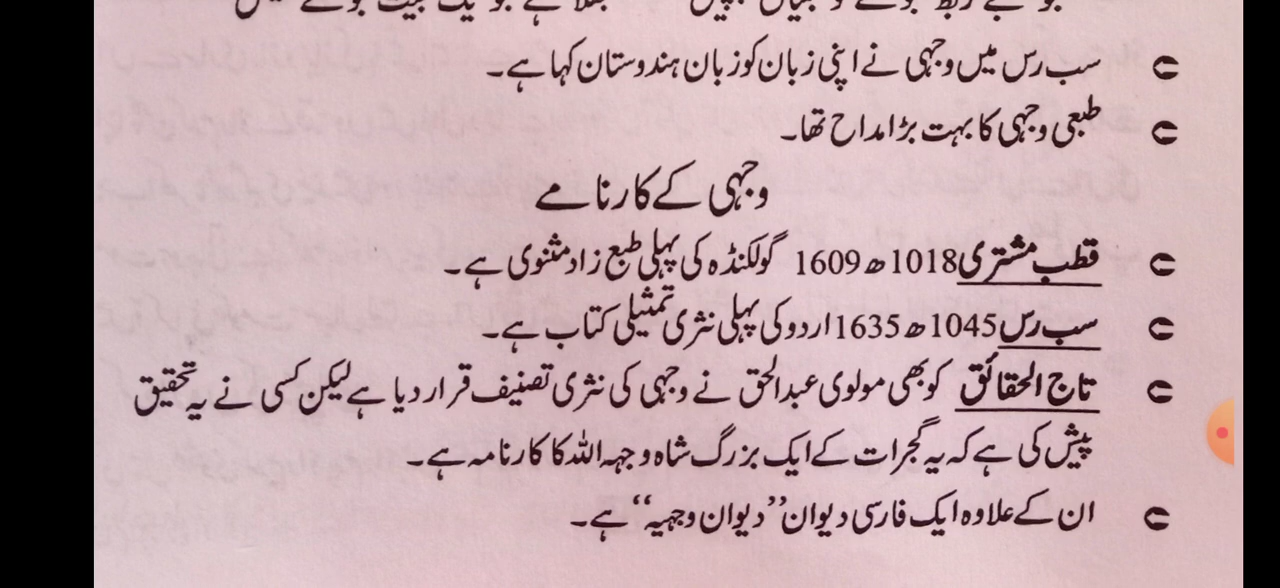 سب رس میں وجہی نے اپنی زبان کو زبان ہندوستان کہا ہے۔
طبعی وجہی کا بہت بڑا مداح تھا۔
وجہی کے کارنامے
قطب مشتری 1018ھ 1609 گولکنڈہ کی پہلی طبع زاد مثنوی ہے۔
سب رس 1045ھ 1635 اردو کی پہلی نثری تمثیلی کتاب ہے۔
تاج الحقائق کو بھی مولوی عبدالحق نے وجہی کی نثری تصنیف قرار دیا ہے لیکن کسی نے یہ تحقیق
پیش کی ہے کہ یہ گجرات کے ایک بزرگ شاہ وجہہ اللہ کا کارنامہ ہے۔
ان کے علاوہ ایک فارسی دیوان ’’دیوان وجہیہ‘‘ ہے۔